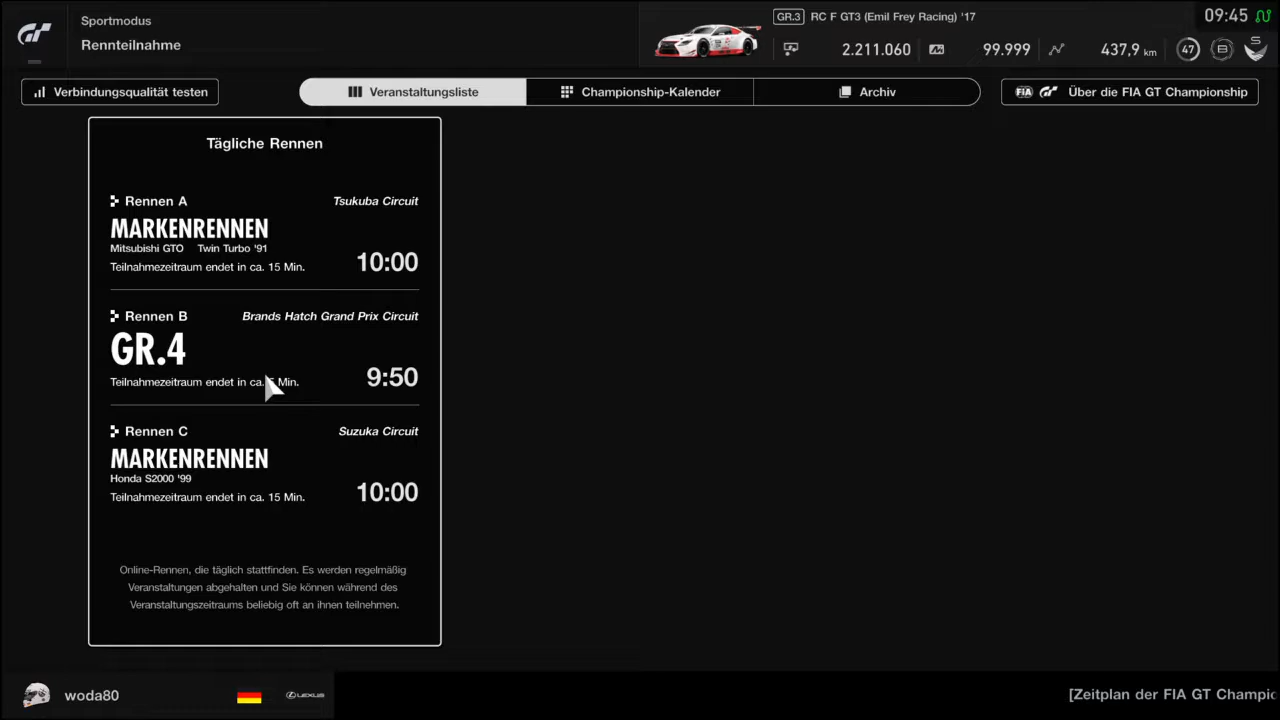 Sportmodus
Rennteilnahme
GR.3 RC F GT3 (Emil Frey Racing) '17
09:45
2.211.060 99.999 437,9 km 47 B S
Verbindungsqualität testen
Veranstaltungsliste
Championship-Kalender
Archiv
FIA GT Über die FIA GT Championship
Tägliche Rennen
Rennen A Tsukuba Circuit
MARKENRENNEN
Mitsubishi GTO Twin Turbo '91
Teilnahmezeitraum endet in ca. 15 Min. 10:00
Rennen B Brands Hatch Grand Prix Circuit
GR.4
Teilnahmezeitraum endet in ca. Min. 9:50
Rennen C Suzuka Circuit
MARKENRENNEN
Honda S2000 '99
Teilnahmezeitraum endet in ca. 15 Min. 10:00
Online-Rennen, die täglich stattfinden. Es werden regelmäßig
Veranstaltungen abgehalten und Sie können während des
Veranstaltungszeitraums beliebig oft an ihnen teilnehmen.
woda80 LEXUS
[Zeitplan der FIA GT Champio